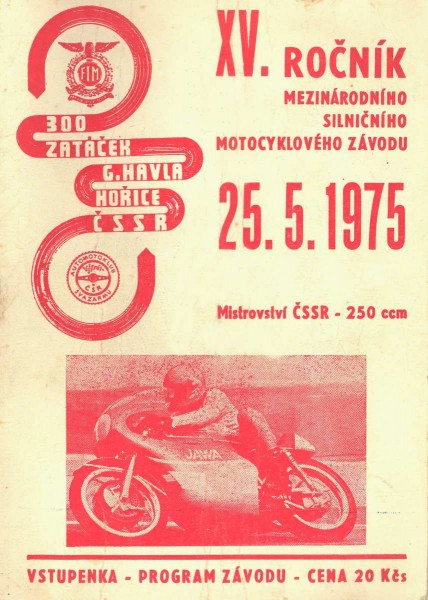 FIM
300
ZATÁČEK
G. HAVLA
HOŘICE
ČSSR
AUTOMOTOKLUB
SVAZARMU
XV. ROČNÍK
MEZINÁRODNÍHO
SILNIČNÍHO
MOTOCYKLOVÉHO ZÁVODU
25. 5. 1975
Mistrovství ČSSR - 250 ccm
JAWA
VSTUPENKA - PROGRAM ZÁVODU - CENA 20 Kčs